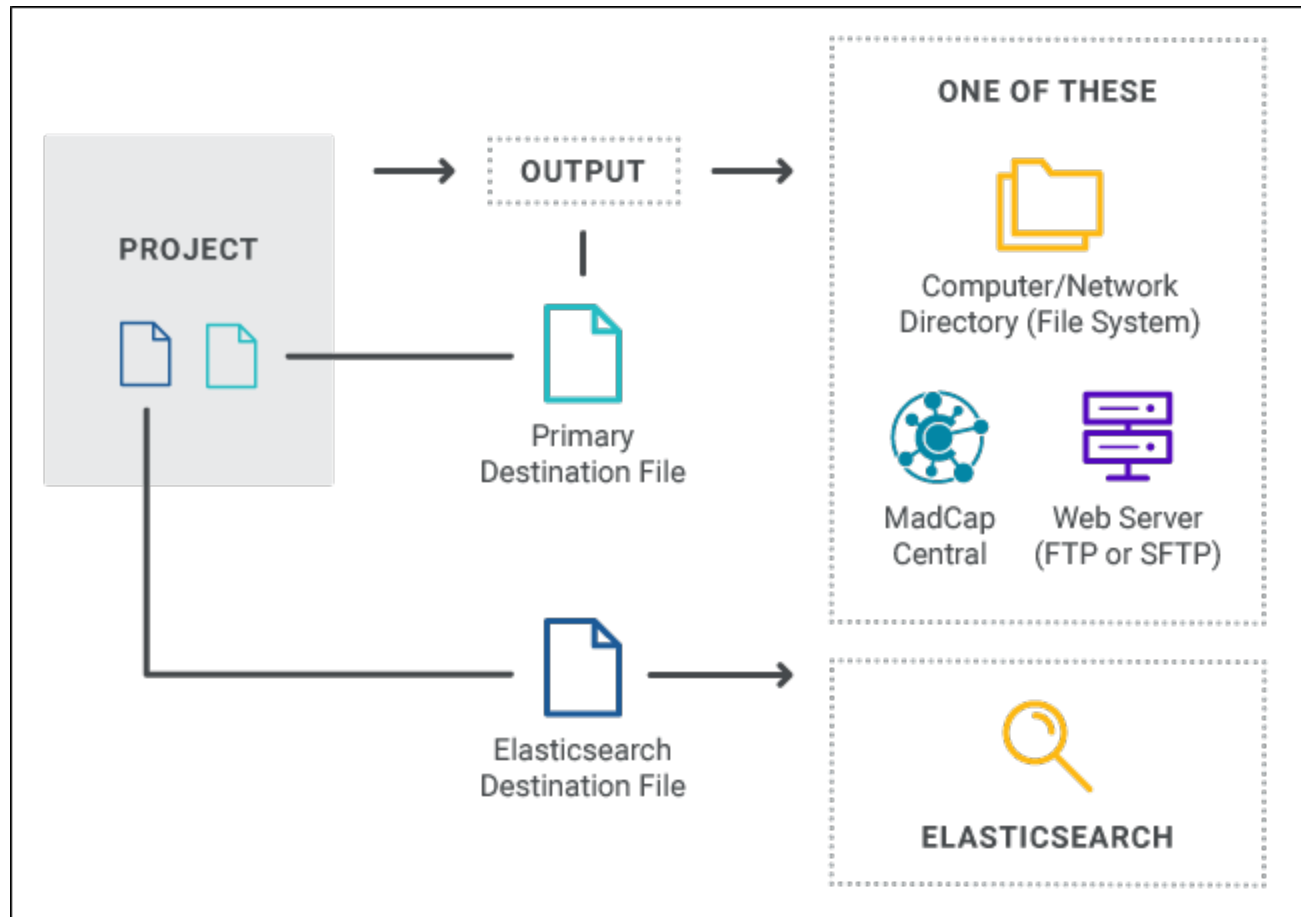 PROJECT
OUTPUT
Primary
Destination File
Elasticsearch
Destination File
ONE OF THESE
Computer/Network
Directory (File System)
MadCap
Central
Web Server
(FTP or SFTP)
ELASTICSEARCH